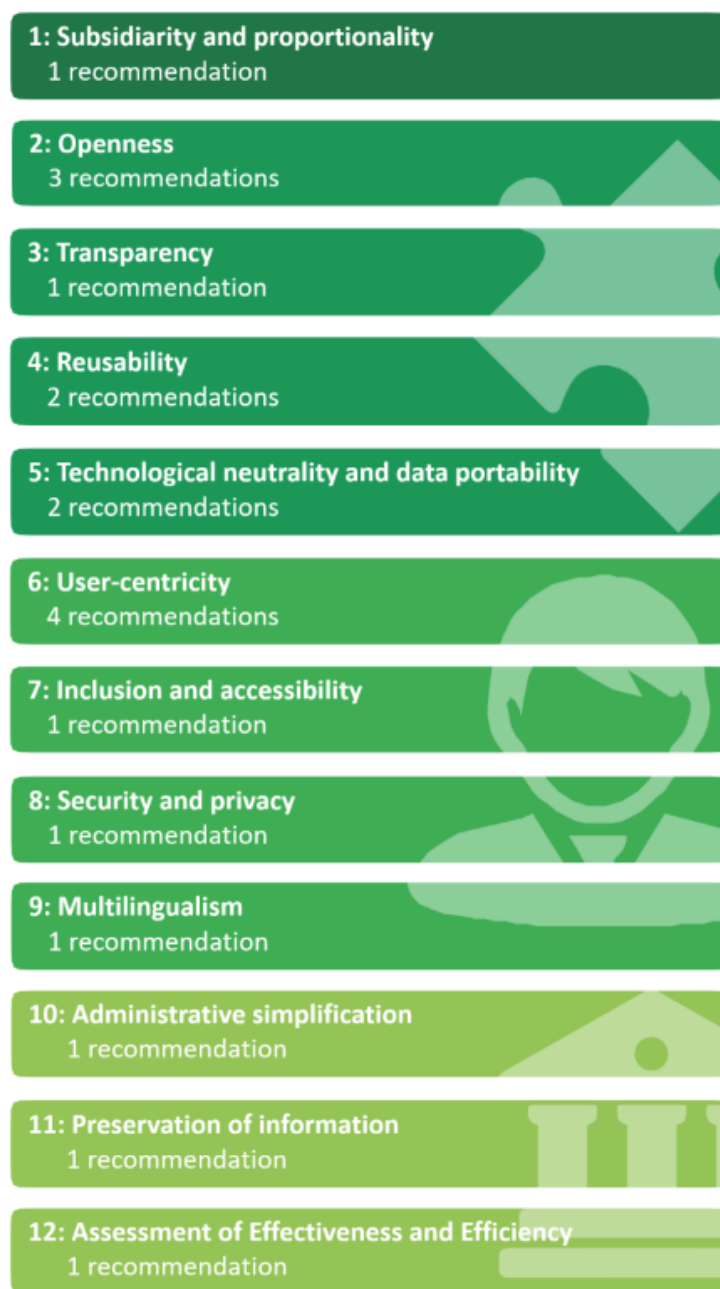 1: Subsidiarity and proportionality
1 recommendation
2: Openness
3 recommendations
3: Transparency
1 recommendation
4: Reusability
2 recommendations
5: Technological neutrality and data portability
2 recommendations
6: User-centricity
4 recommendations
7: Inclusion and accessibility
1 recommendation
8: Security and privacy
1 recommendation
9: Multilingualism
1 recommendation
10: Administrative simplification
1 recommendation
11: Preservation of information
1 recommendation
12: Assessment of Effectiveness and Efficiency
1 recommendation